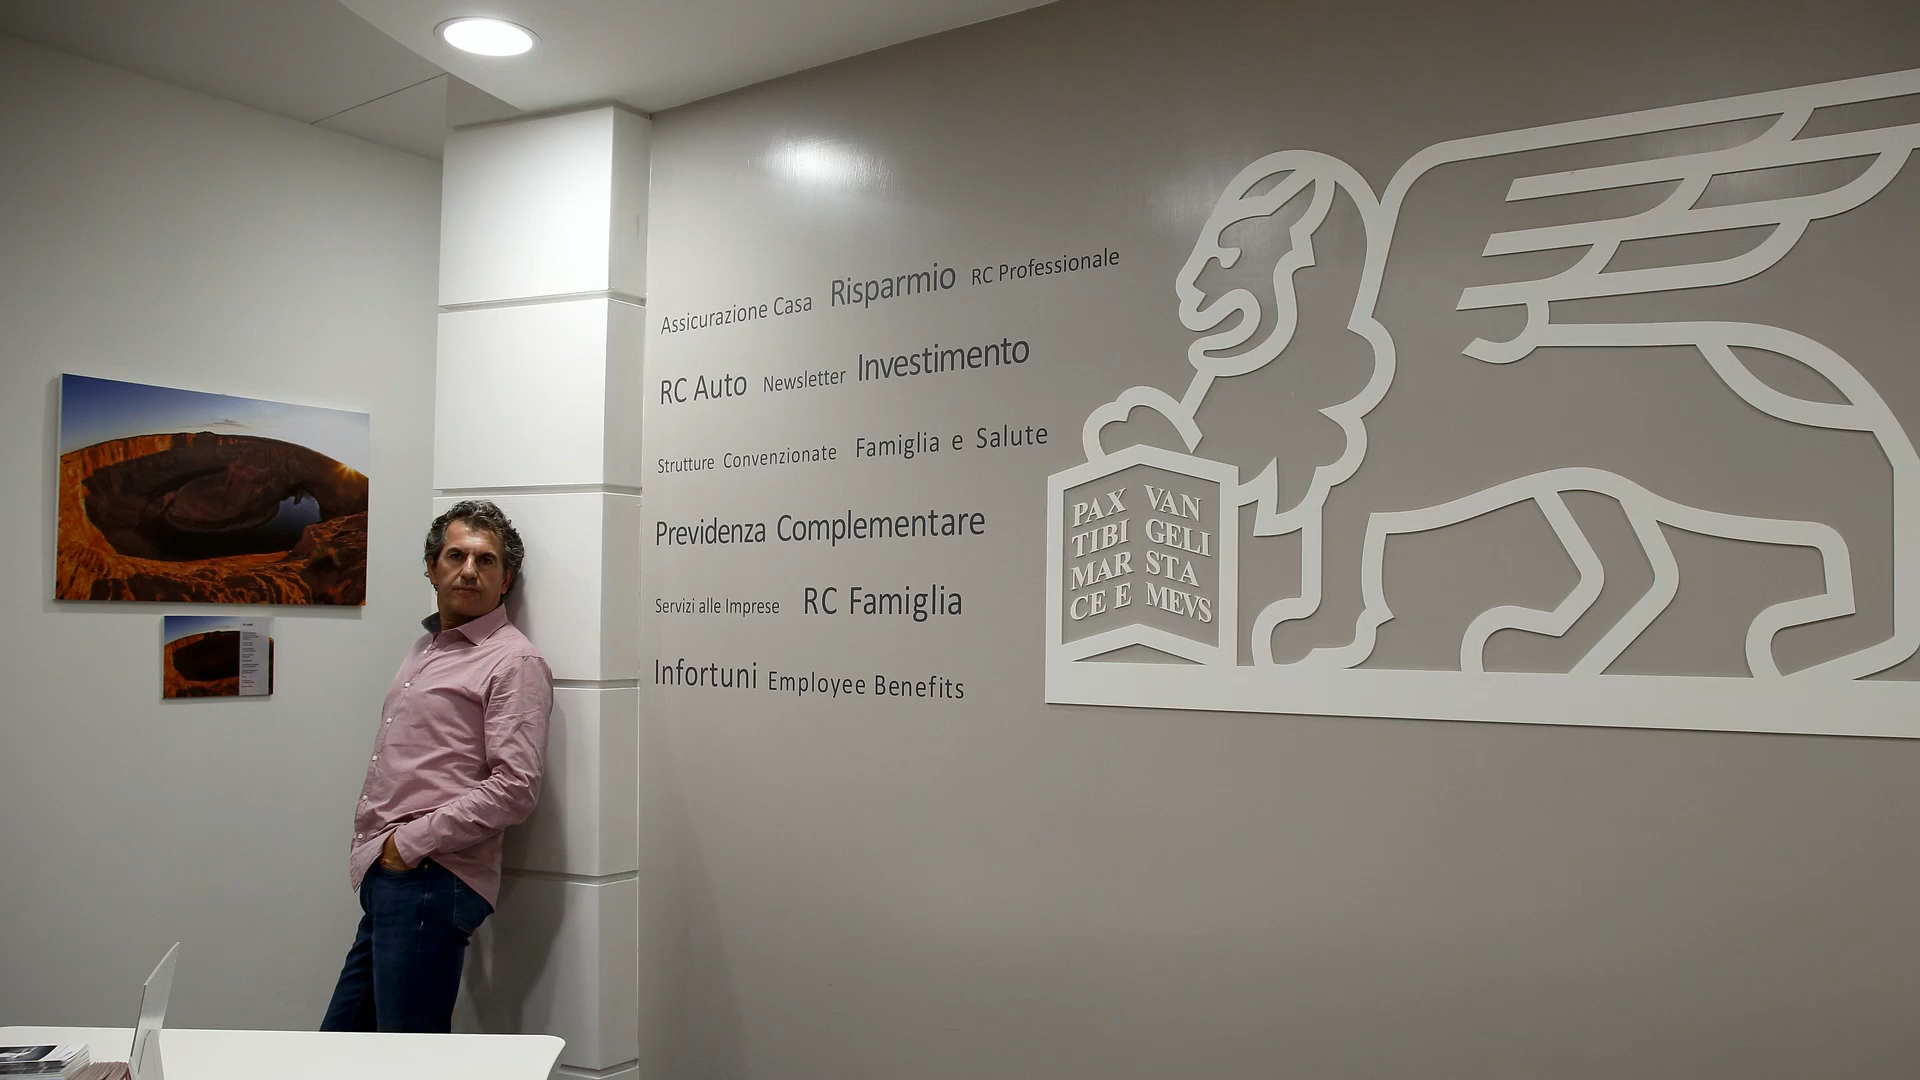 Assicurazione Casa Risparmio RC Professionale
RC Auto Newsletter Investimento
Strutture Convenzionate Famiglia e Salute
Previdenza Complementare
Servizi alle Imprese RC Famiglia
Infortuni Employee Benefits
PAX
TIBI
MAR
CE E
VAN
GELI
STA
MEVS